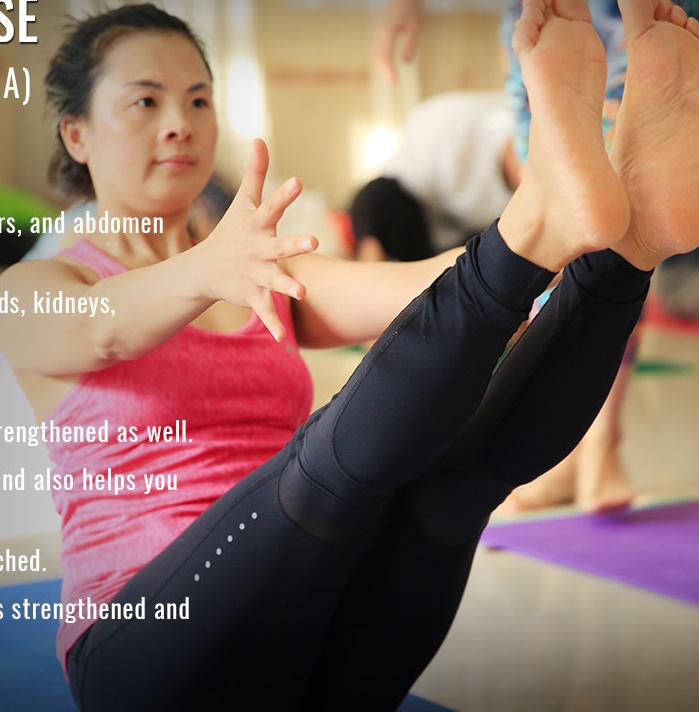 SE
A)
rs, and abdomen
ds, kidneys,
rengthened as well.
nd also helps you
ched.
s strengthened and